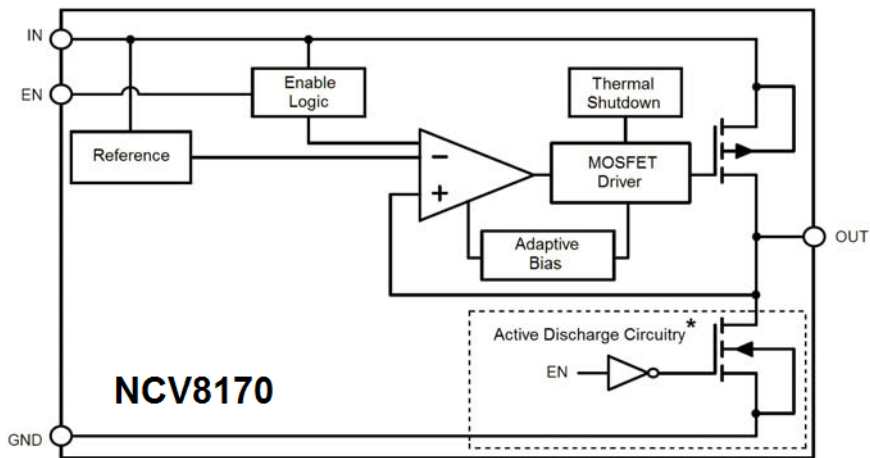 IN
EN
Enable
Logic
Thermal
Shutdown
Reference
−
+
MOSFET
Driver
Adaptive
Bias
OUT
Active Discharge Circuitry*
EN
NCV8170
GND